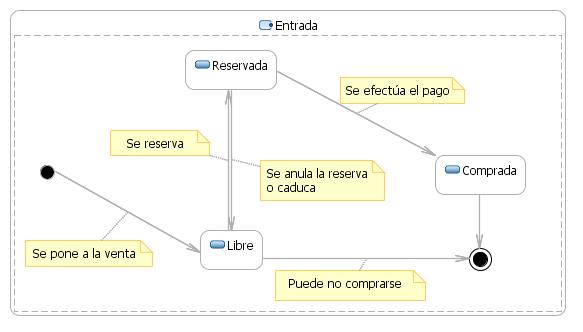 Entrada
Reservada
Se efectúa el pago
Se reserva
Se anula la reserva
o caduca
Comprada
Se pone a la venta
Libre
Puede no comprarse